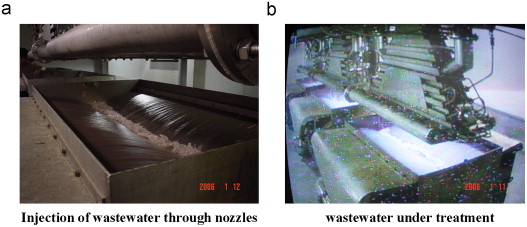 a
b
2006 1 12
2006 1 11
Injection of wastewater through nozzles
wastewater under treatment